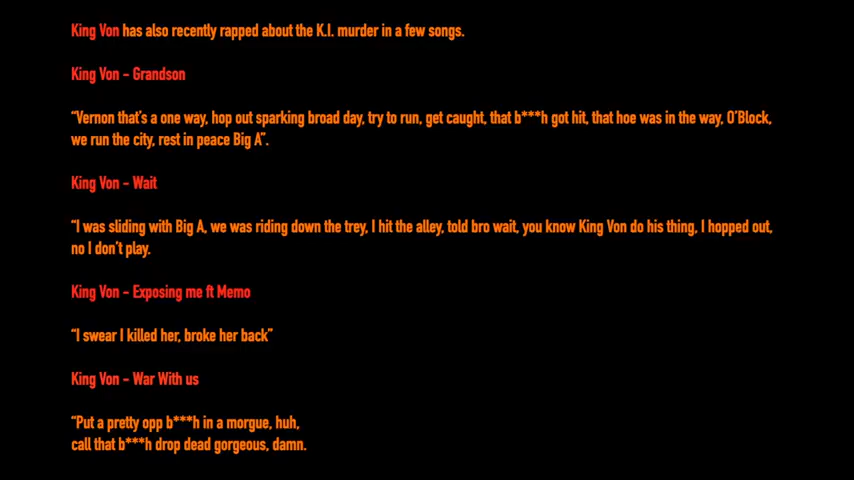 King Von has also recently rapped about the K.I. murder in a few songs.
King Von - Grandson
“Vernon that’s a one way, hop out sparking broad day, try to run, get caught, that b***h got hit, that hoe was in the way, O’Block,
we run the city, rest in peace Big A”.
King Von - Wait
“I was sliding with Big A, we was riding down the trey, I hit the alley, told bro wait, you know King Von do his thing, I hopped out,
no I don’t play.
King Von - Exposing me ft Memo
“I swear I killed her, broke her back”
King Von - War With us
“Put a pretty opp b***h in a morgue, huh,
call that b***h drop dead gorgeous, damn.